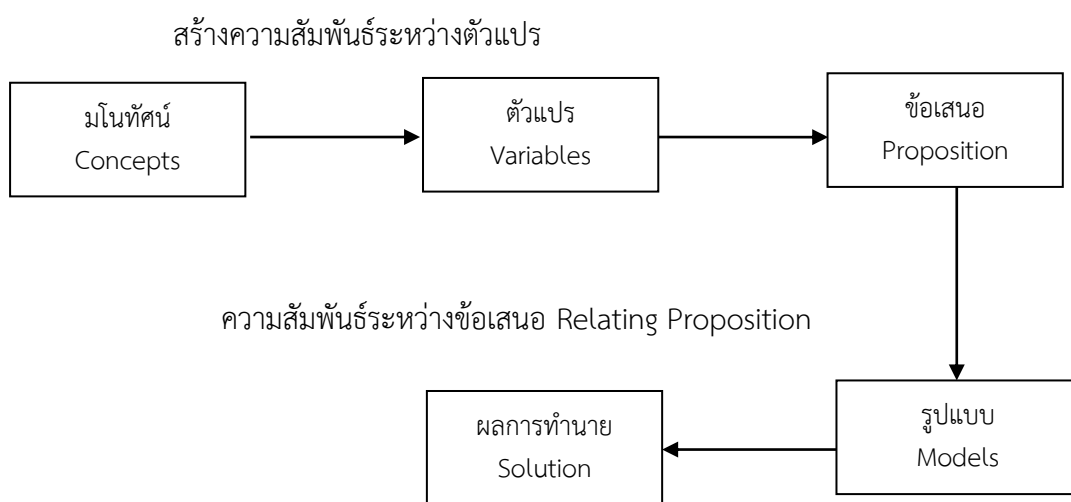 สร้างความสัมพันธ์ระหว่างตัวแปร
มโนทัศน์
Concepts
ตัวแปร
Variables
ข้อเสนอ
Proposition
ความสัมพันธ์ระหว่างข้อเสนอ Relating Proposition
ผลการทำนาย
Solution
รูปแบบ
Models